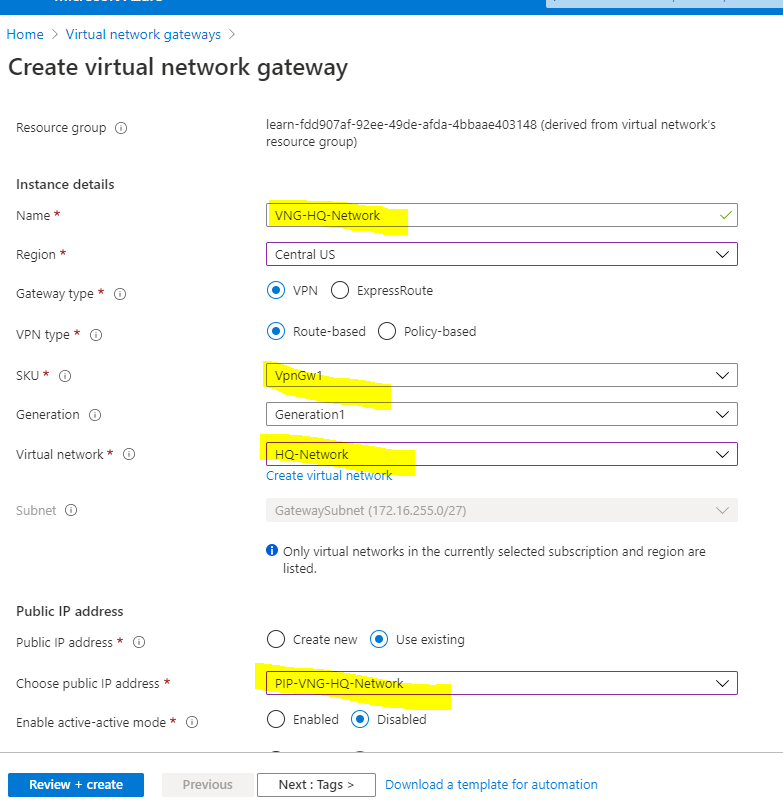 Home > Virtual network gateways >
Create virtual network gateway
Resource group
learn-fdd907af-92ee-49de-afda-4bbaae403148 (derived from virtual network's
resource group)
Instance details
Name *
VNG-HQ-Network
Region *
Central US
Gateway type *
VPN
ExpressRoute
VPN type *
Route-based
Policy-based
SKU *
VpnGw1
Generation
Generation1
Virtual network *
HQ-Network
Create virtual network
Subnet
GatewaySubnet (172.16.255.0/27)
Only virtual networks in the currently selected subscription and region are
listed.
Public IP address
Public IP address *
Create new
Use existing
Choose public IP address *
PIP-VNG-HQ-Network
Enable active-active mode *
Enabled
Disabled
Review + create
Previous
Next : Tags >
Download a template for automation